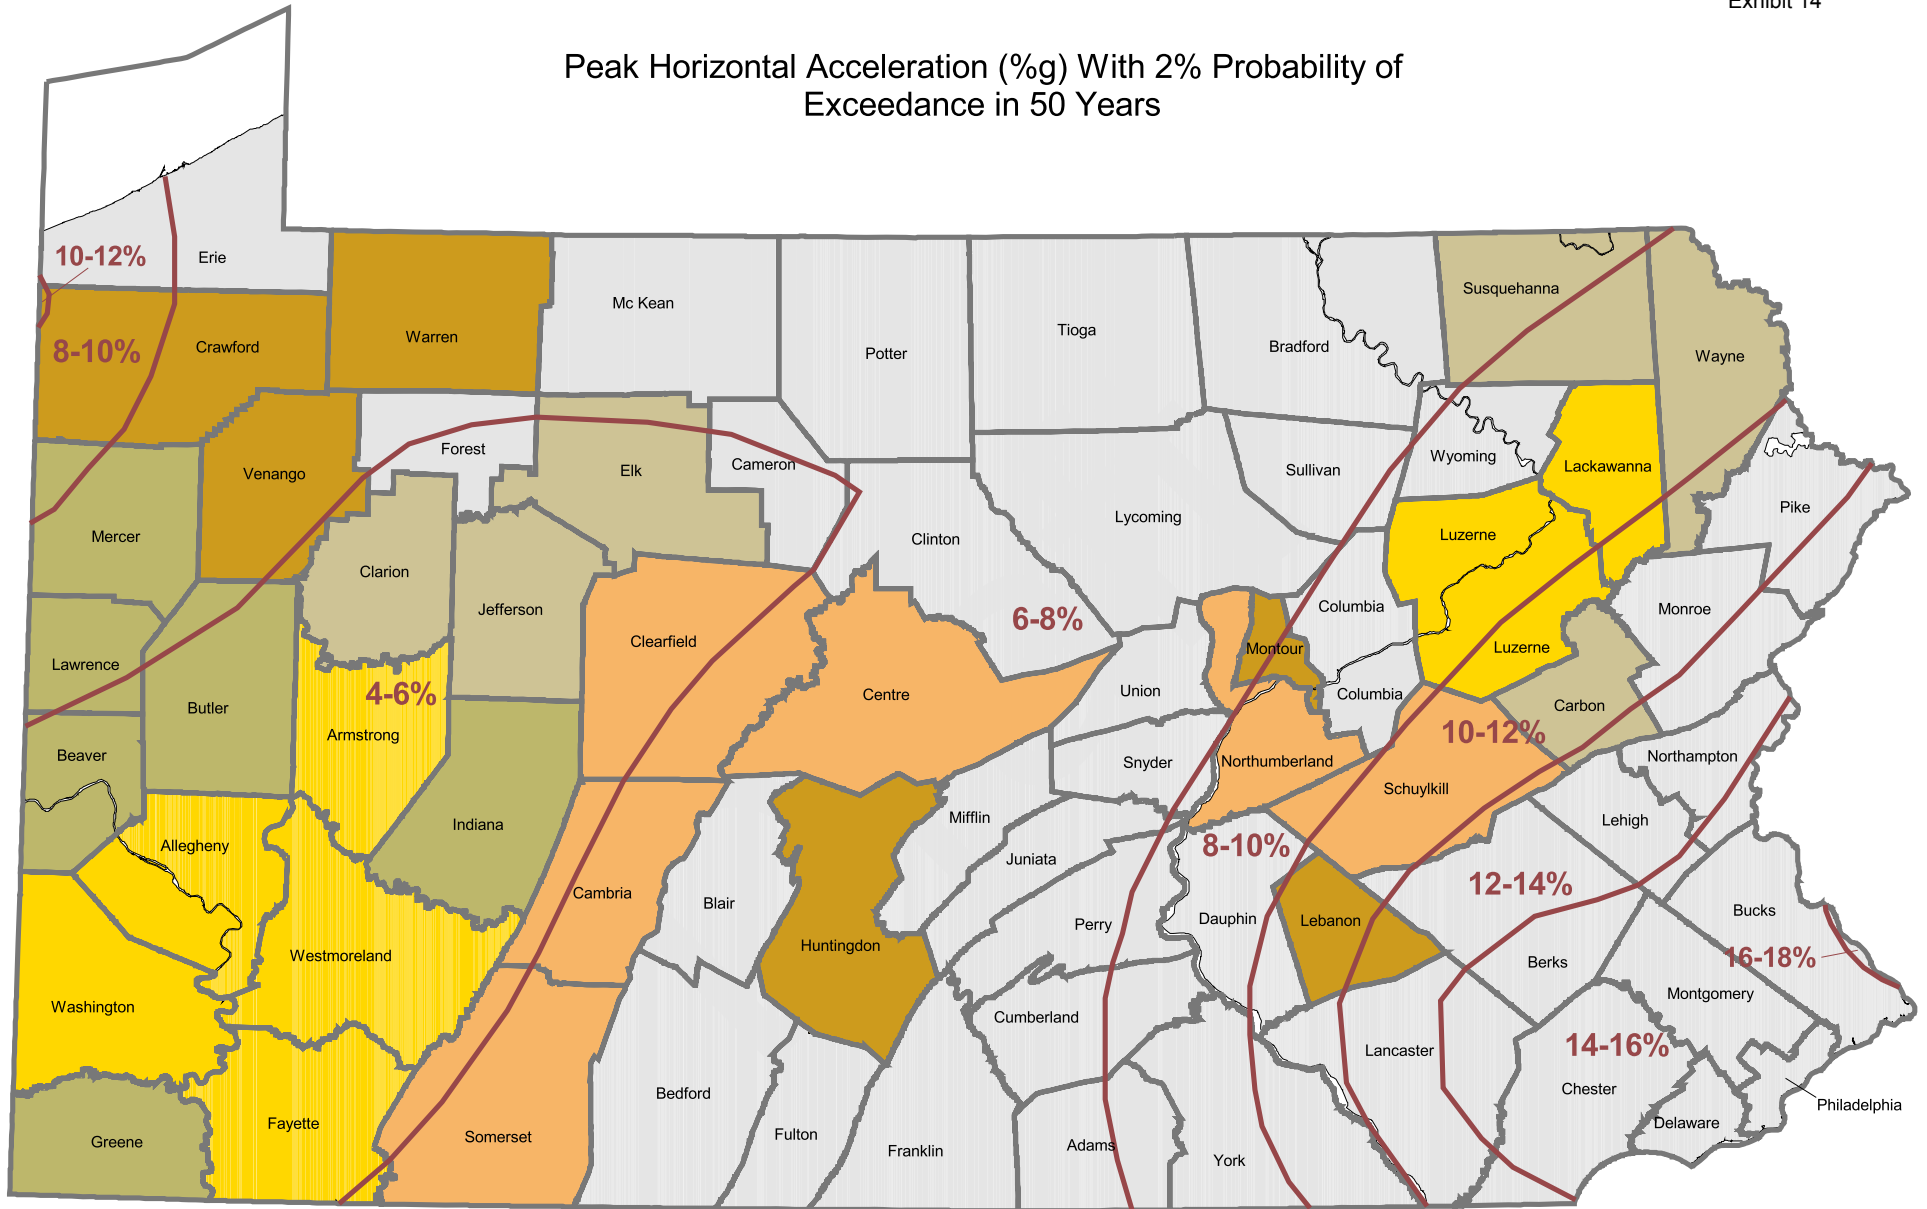 Exhibit 14
Peak Horizontal Acceleration (%g) With 2% Probability of
Exceedance in 50 Years
10-12%
Erie
Susquehanna
Mc Kean
Warren
Tioga
Crawford
8-10%
Potter
Bradford
Wayne
Forest
Venango
Elk
Cameron
Sullivan
Wyoming
Lackawanna
Pike
Mercer
Clinton
Lycoming
Luzerne
Clarion
Jefferson
Columbia
Monroe
6-8%
Clearfield
Montour
Luzerne
Lawrence
4-6%
Centre
Union
Columbia
Butler
Carbon
Armstrong
10-12%
Beaver
Snyder
Northumberland
Northampton
Schuylkill
Indiana
Mifflin
Lehigh
Allegheny
Juniata
8-10%
12-14%
Cambria
Blair
Perry
Dauphin
Lebanon
Bucks
Huntingdon
Westmoreland
16-18%
Berks
Washington
Cumberland
Montgomery
14-16%
Lancaster
Chester
Bedford
Philadelphia
Fayette
Delaware
Greene
Somerset
Fulton
Franklin
Adams
York